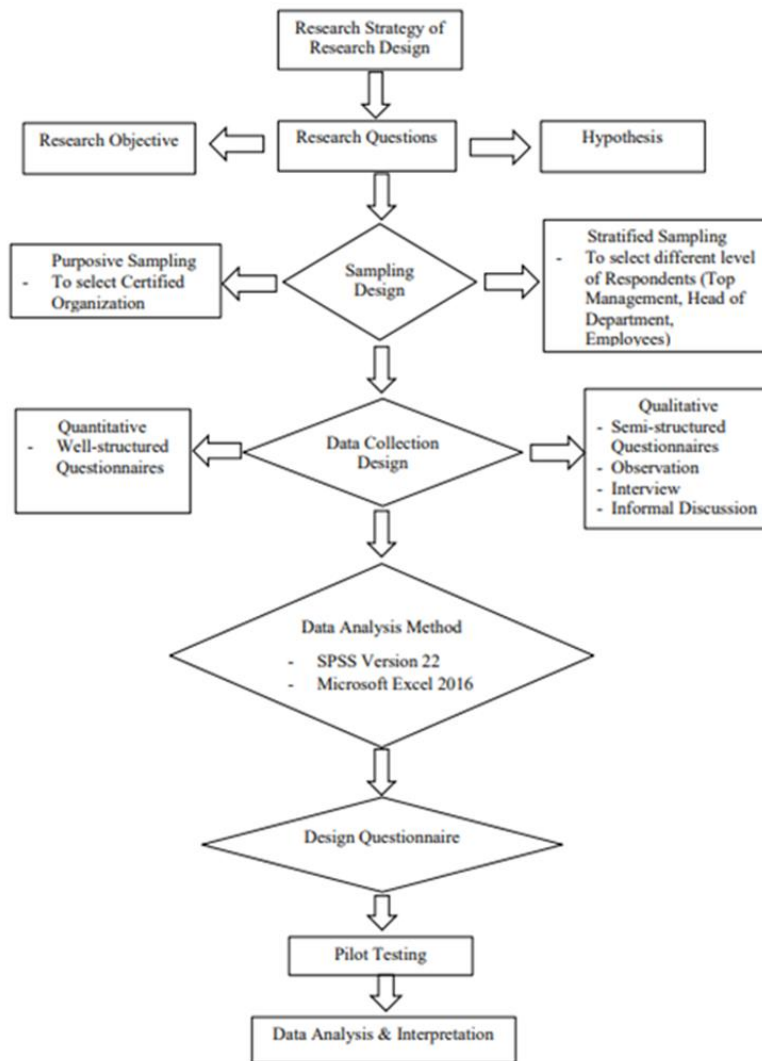 Research Strategy of
Research Design
Research Objective
Research Questions
Hypothesis
Purposive Sampling
- To select Certified
Organization
Sampling
Design
Stratified Sampling
- To select different level
of Respondents (Top
Management, Head of
Department,
Employees)
Quantitative
- Well-structured
Questionnaires
Data Collection
Design
Qualitative
- Semi-structured
Questionnaires
- Observation
- Interview
- Informal Discussion
Data Analysis Method
- SPSS Version 22
- Microsoft Excel 2016
Design Questionnaire
Pilot Testing
Data Analysis & Interpretation